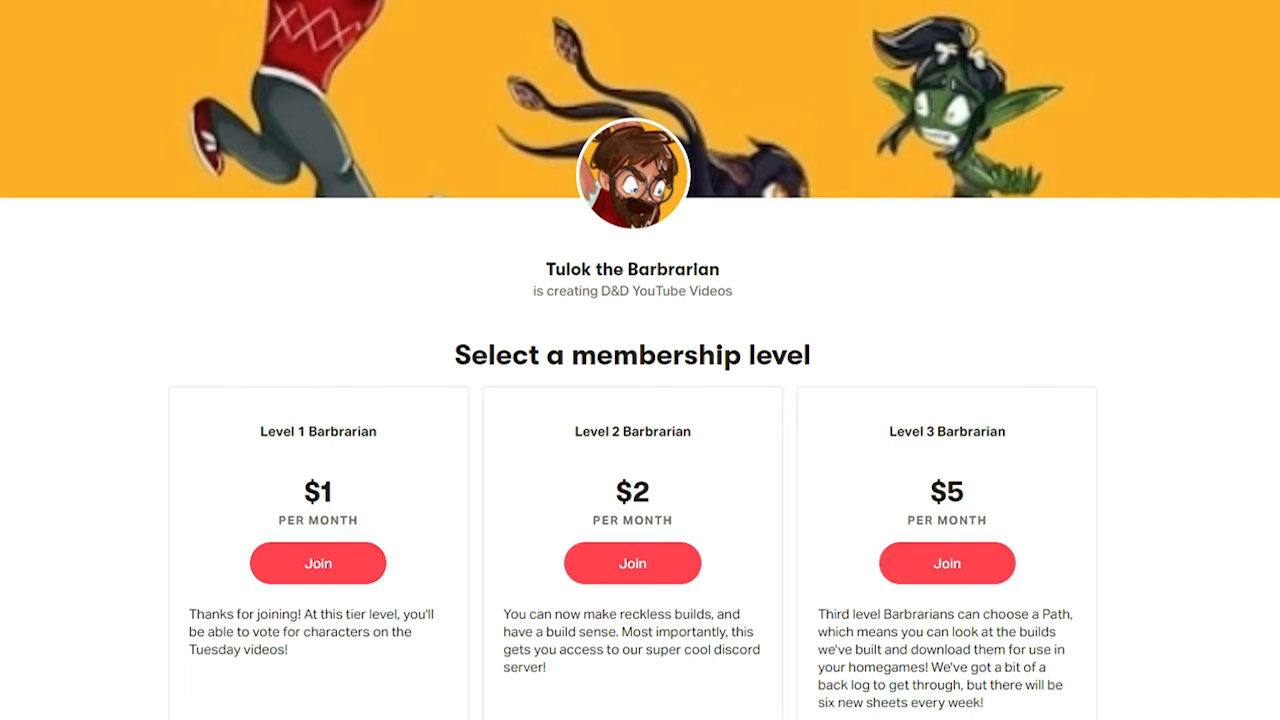 Tulok the Barbrarian
is creating D&D YouTube Videos
Select a membership level
Level 1 Barbrarian
$1
PER MONTH
Join
Thanks for joining! At this tier level, you'll
be able to vote for characters on the
Tuesday videos!
Level 2 Barbrarian
$2
PER MONTH
Join
You can now make reckless builds, and
have a build sense. Most importantly, this
gets you access to our super cool discord
server!
Level 3 Barbrarian
$5
PER MONTH
Join
Third level Barbrarians can choose a Path,
which means you can look at the builds
we've built and download them for use in
your homegames! We've got a bit of a
back log to get through, but there will be
six new sheets every week!